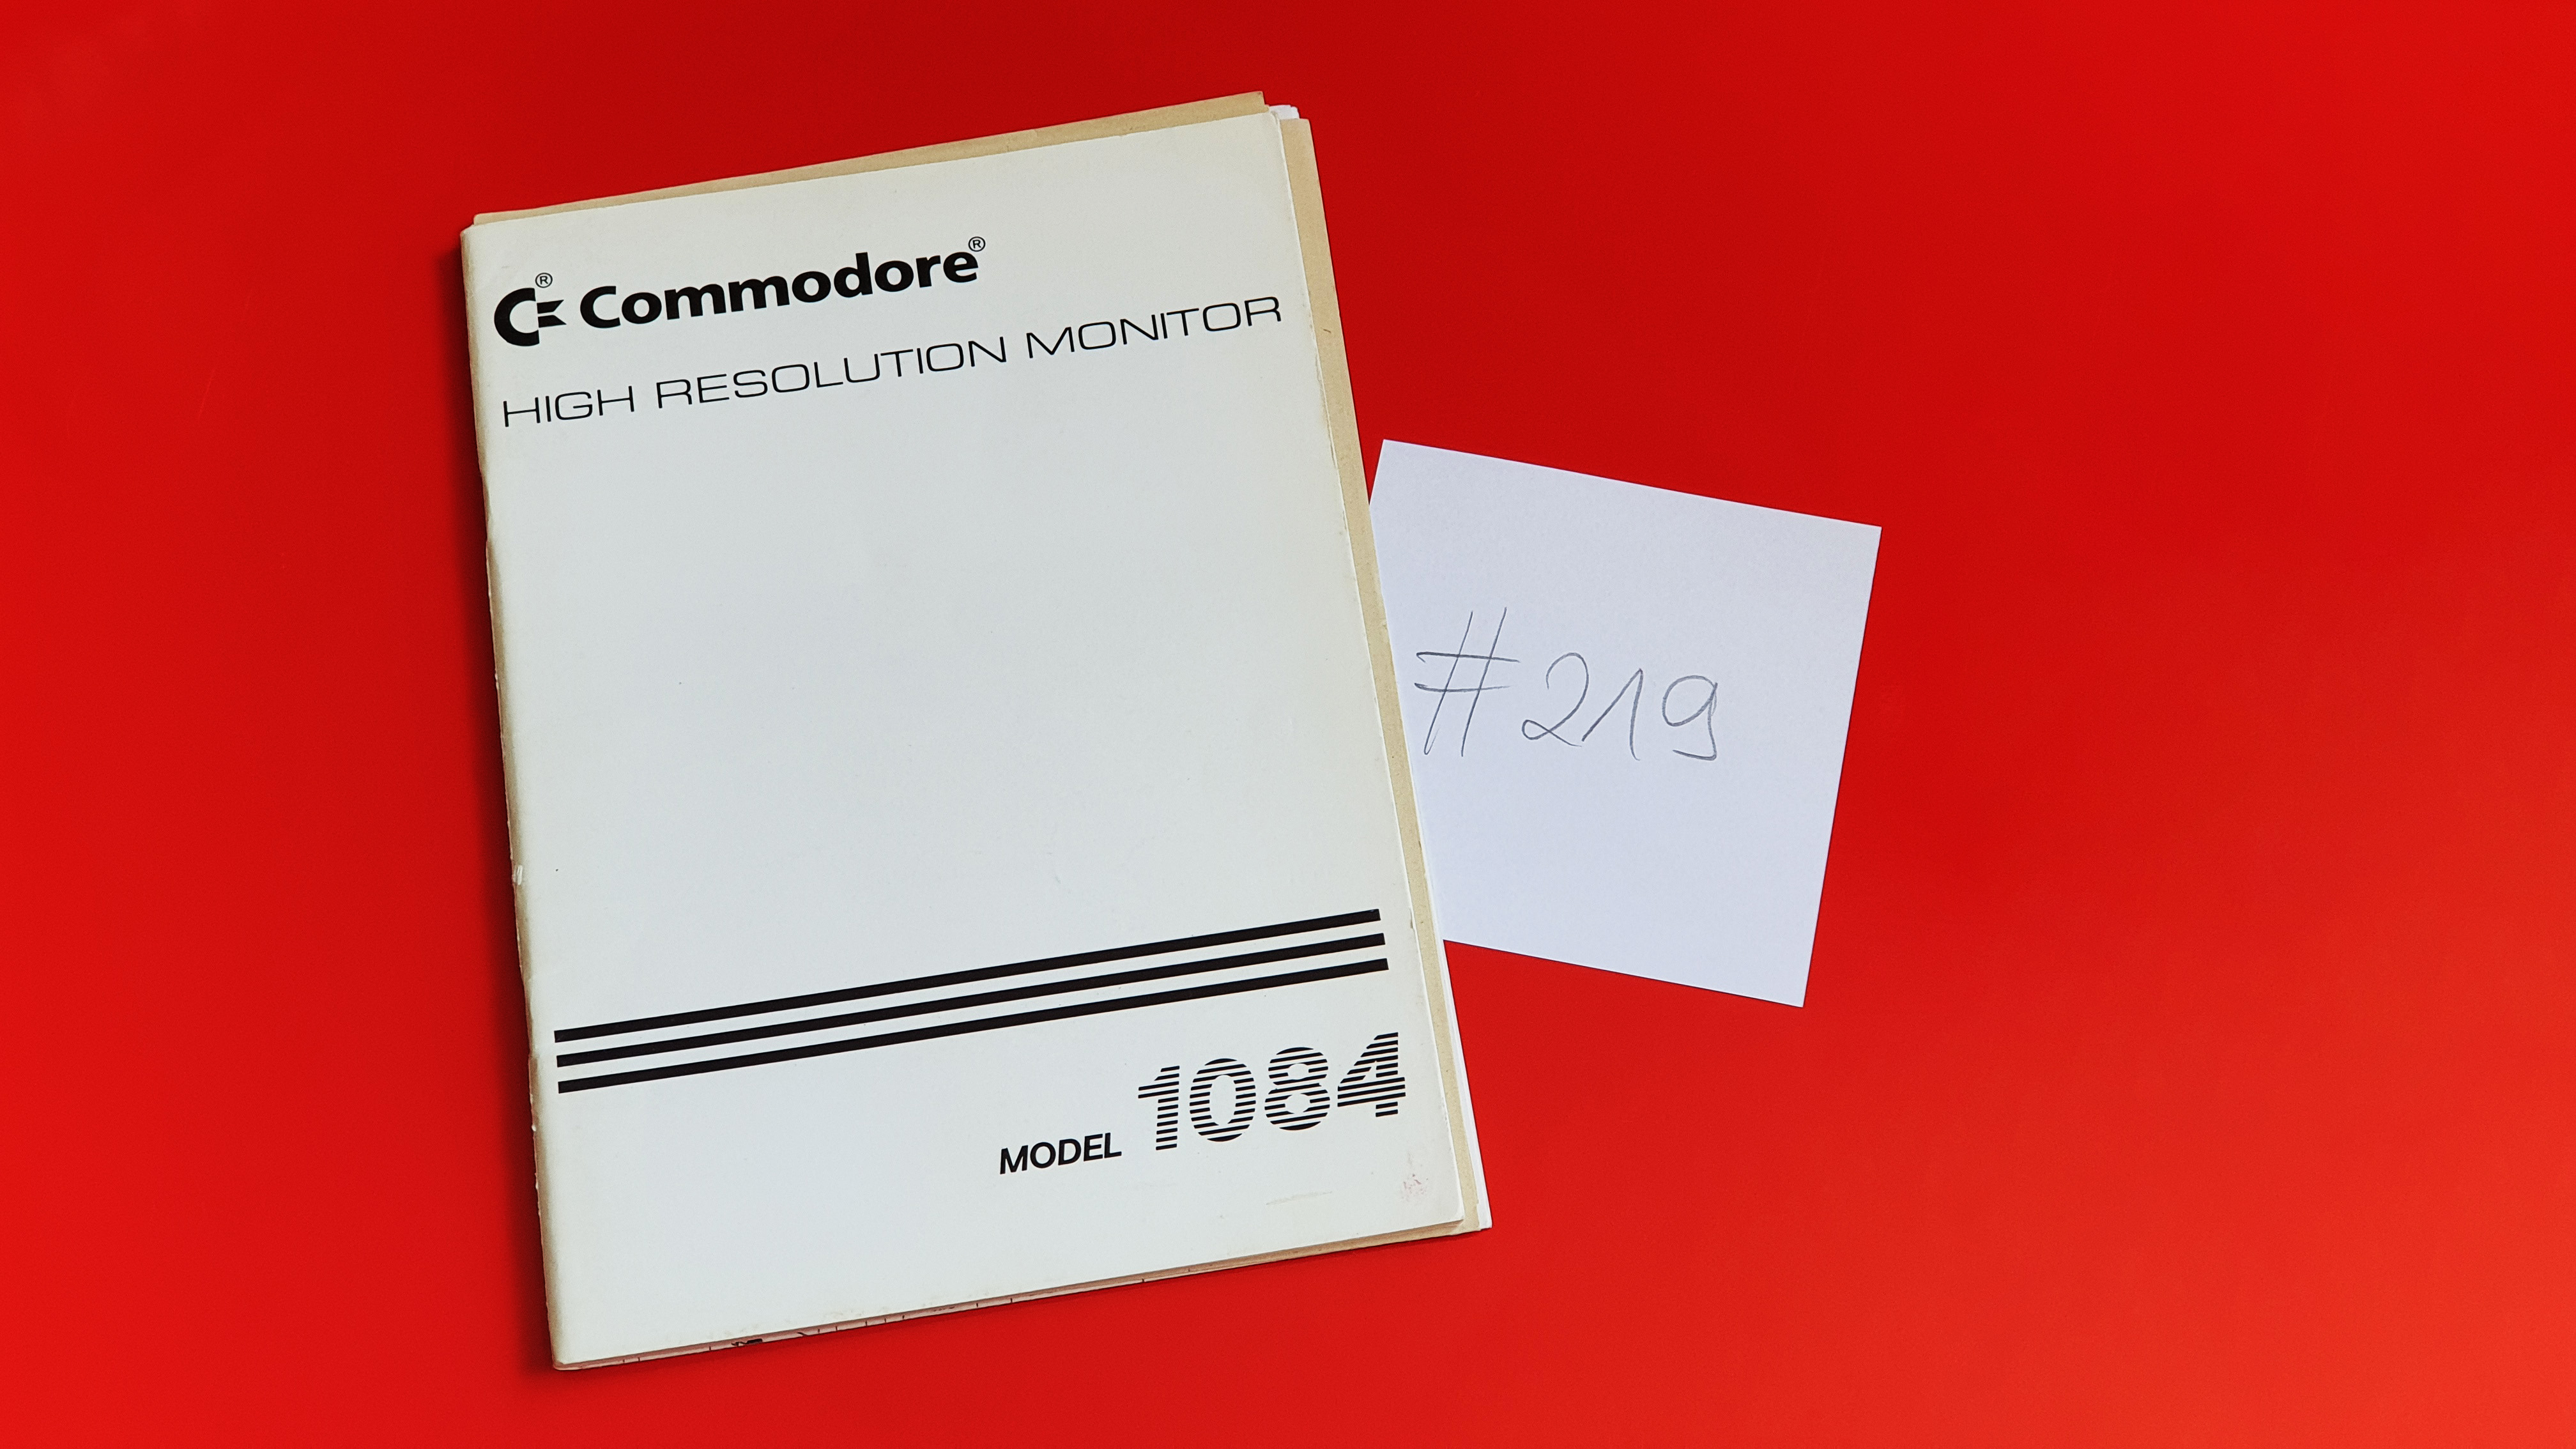 Commodore®
HIGH RESOLUTION MONITOR
MODEL 1084
#219